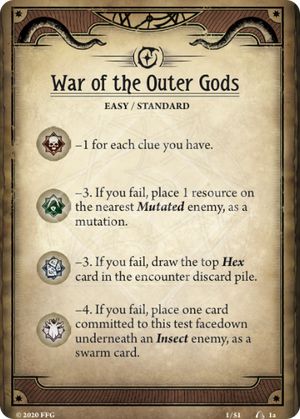 War of the Outer Gods
EASY / STANDARD
–1 for each clue you have.
–3. If you fail, place 1 resource on
the nearest Mutated enemy, as a
mutation.
–3. If you fail, draw the top Hex
card in the encounter discard pile.
–4. If you fail, place one card
committed to this test facedown
underneath an Insect enemy, as a
swarm card.
© 2020 FFG
1/51
1a